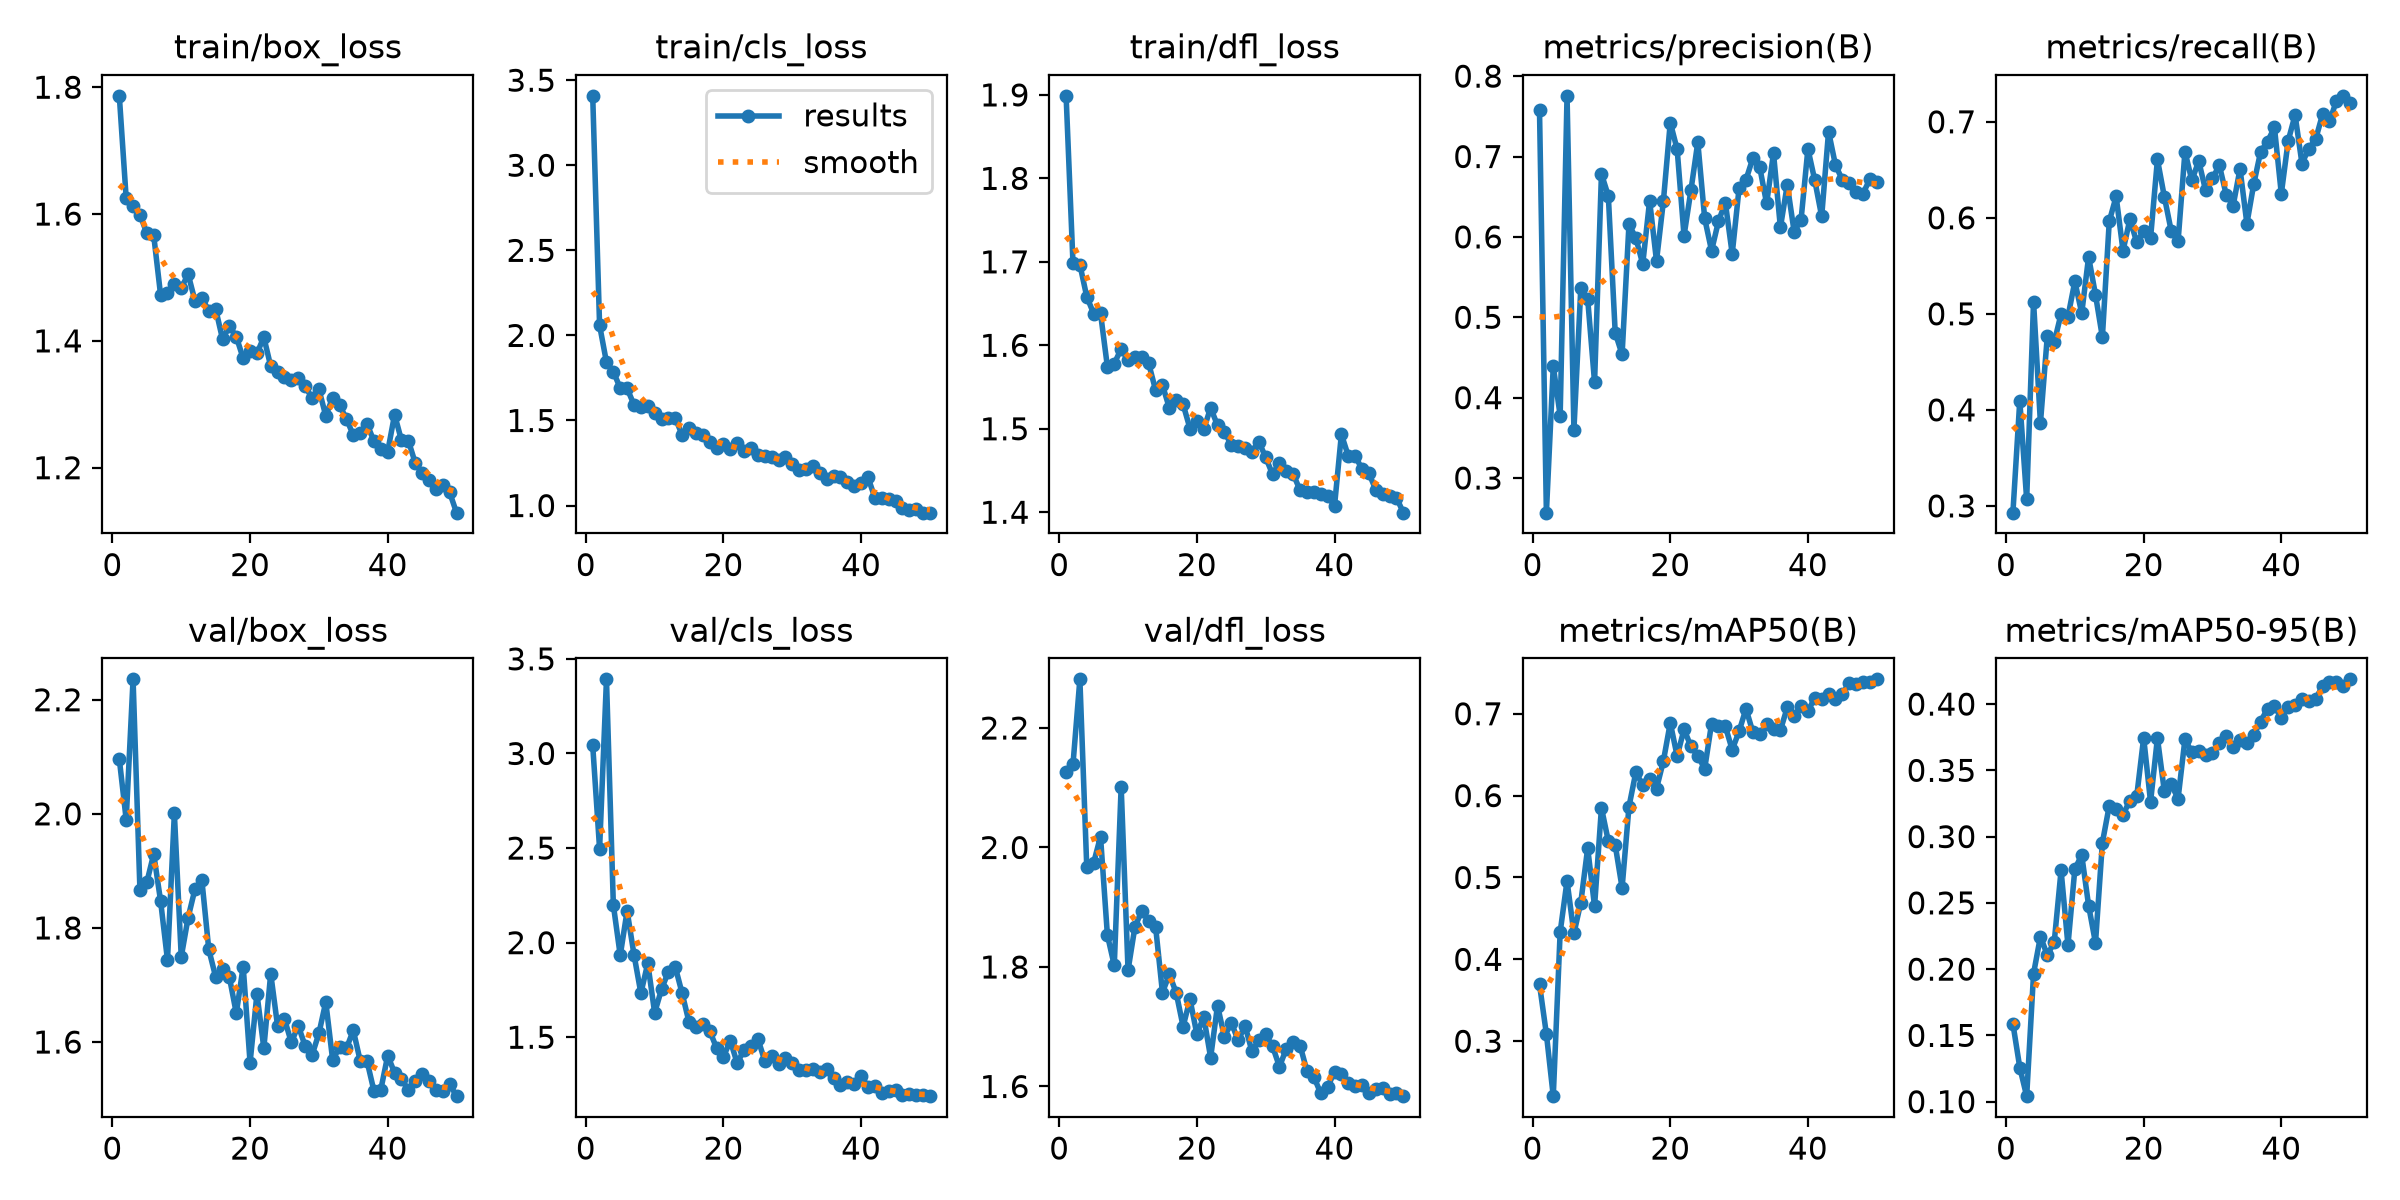 train/box_loss
1.8
1.6
1.4
1.2
0 20 40
train/cls_loss
3.5
3.0
2.5
2.0
1.5
1.0
results
smooth
0 20 40
train/dfl_loss
1.9
1.8
1.7
1.6
1.5
1.4
0 20 40
metrics/precision(B)
0.8
0.7
0.6
0.5
0.4
0.3
0 20 40
metrics/recall(B)
0.7
0.6
0.5
0.4
0.3
0 20 40
val/box_loss
2.2
2.0
1.8
1.6
0 20 40
val/cls_loss
3.5
3.0
2.5
2.0
1.5
0 20 40
val/dfl_loss
2.2
2.0
1.8
1.6
0 20 40
metrics/mAP50(B)
0.7
0.6
0.5
0.4
0.3
0 20 40
metrics/mAP50-95(B)
0.40
0.35
0.30
0.25
0.20
0.15
0.10
0 20 40